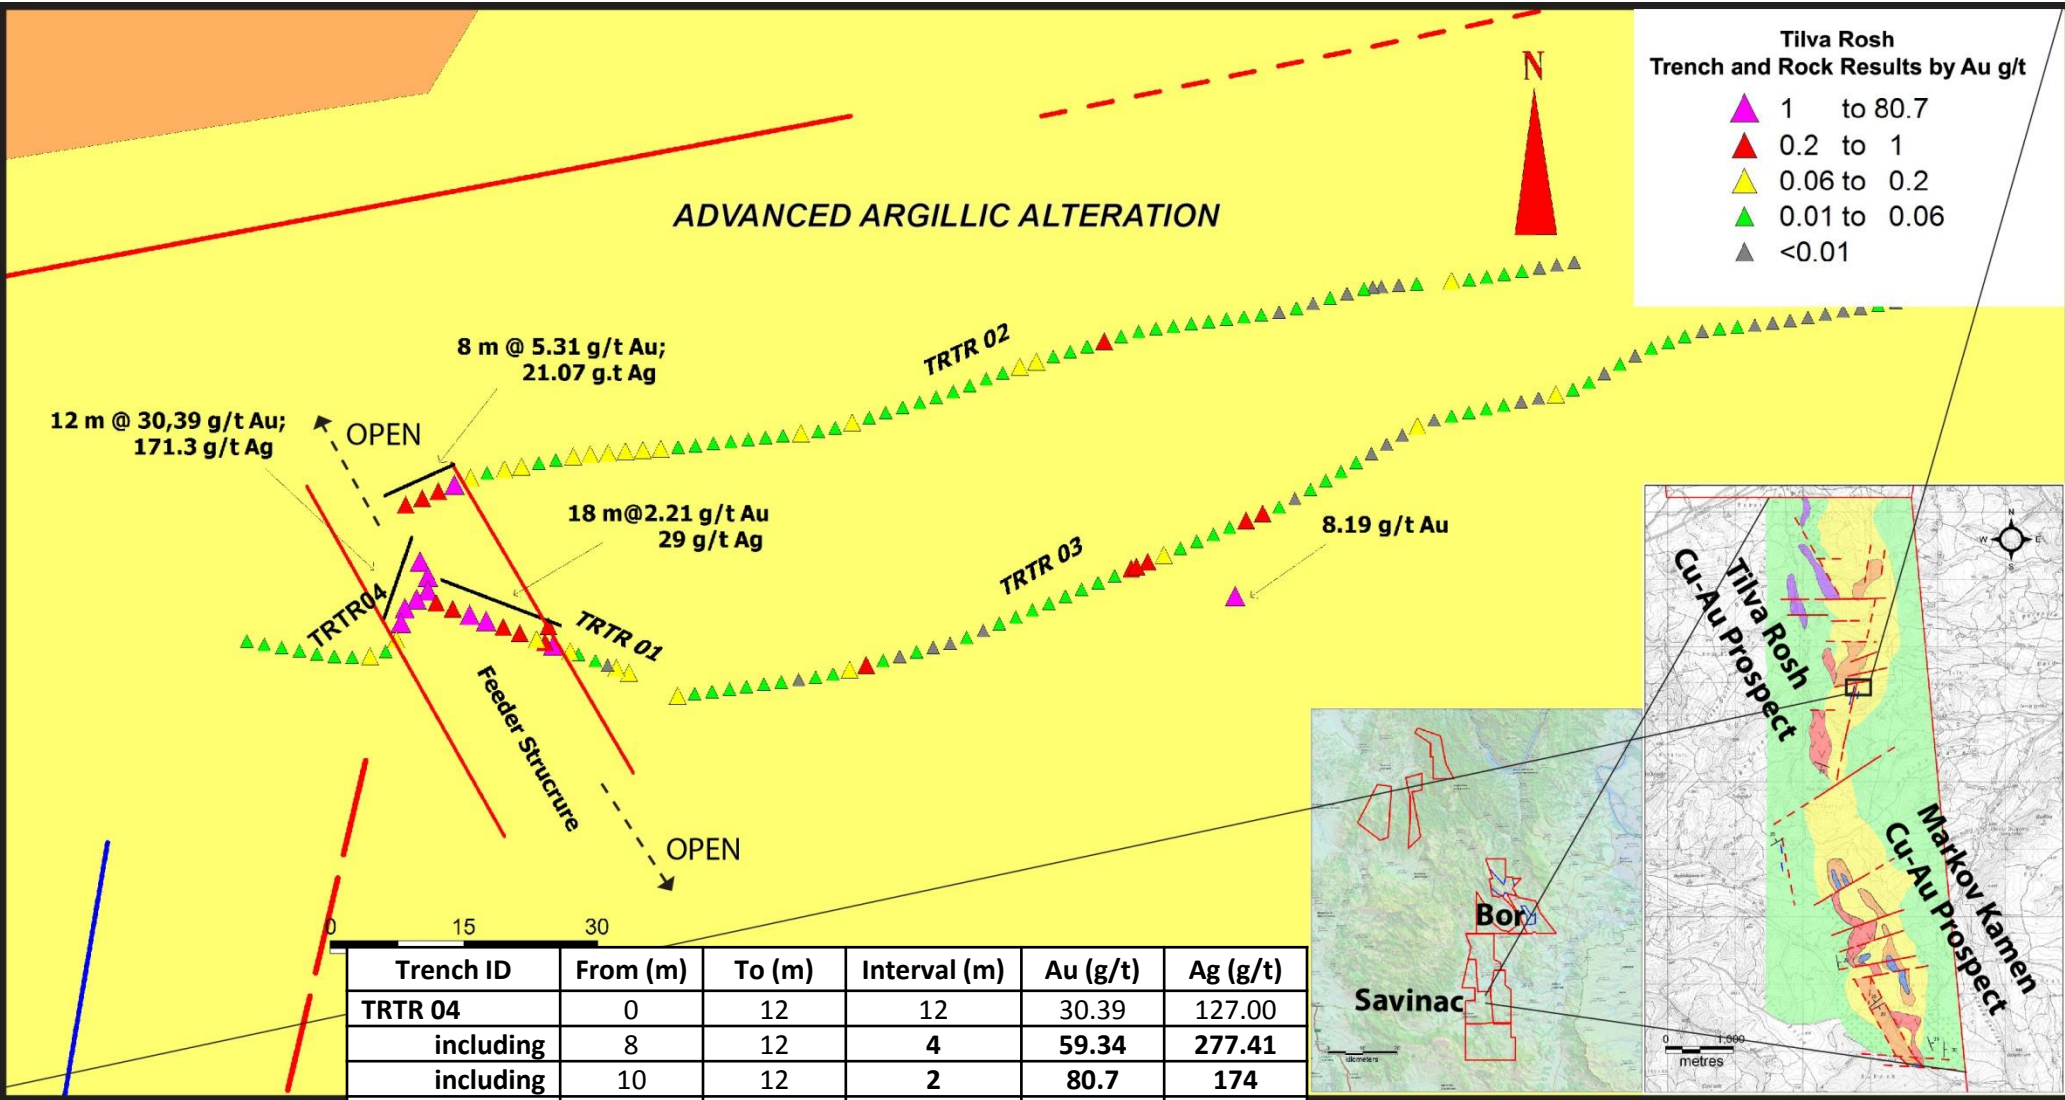 Tilva Rosh
Trench and Rock Results by Au g/t
1 to 80.7
0.2 to 1
0.06 to 0.2
0.01 to 0.06
<0.01
N
ADVANCED ARGILLIC ALTERATION
TRTR 02
8 m @ 5.31 g/t Au;
21.07 g.t Ag
12 m @ 30,39 g/t Au;
171.3 g/t Ag
OPEN
18 m@2.21 g/t Au
29 g/t Ag
8.19 g/t Au
TRTR 03
TRTR04
TRTR 01
Feeder Strucrure
OPEN
0 15 30
Trench ID From (m) To (m) Interval (m) Au (g/t) Ag (g/t)
TRTR 04 0 12 12 30.39 127.00
including 8 12 4 59.34 277.41
including 10 12 2 80.7 174
Bor
Savinac
kilometers
N
W E
S
Tilva Rosh
Cu-Au Prospect
Markov Kamen
Cu-Au Prospect
0 1,000
metres